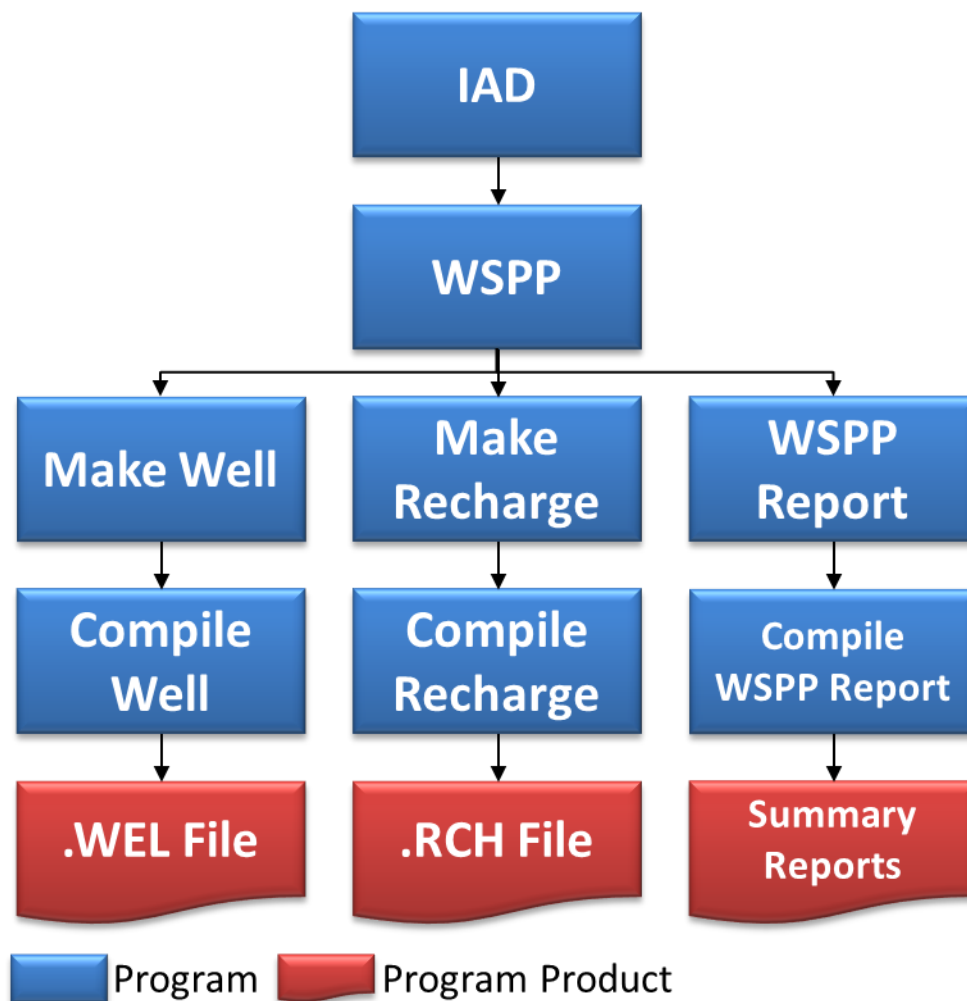 IAD
WSPP
Make Well
Make
Recharge
WSPP
Report
Compile
Well
Compile
Recharge
Compile
WSPP Report
.WEL File
.RCH File
Summary
Reports
Program
Program Product